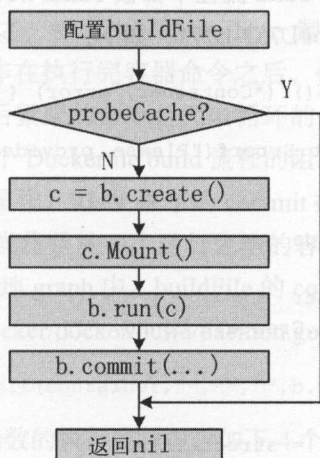 配置buildFile
probeCache?
Y
N
c = b.create()
c.Mount()
b.run(c)
b.commit(...)
返回nil